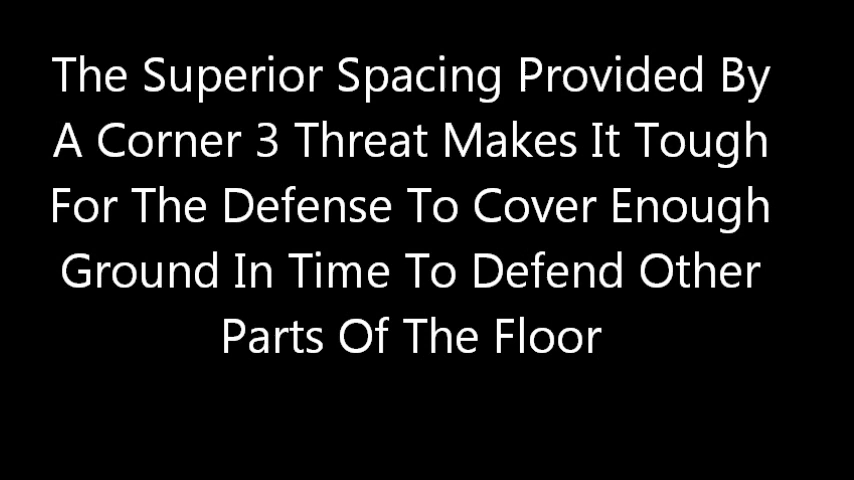 The Superior Spacing Provided By
A Corner 3 Threat Makes It Tough
For The Defense To Cover Enough
Ground In Time To Defend Other
Parts Of The Floor